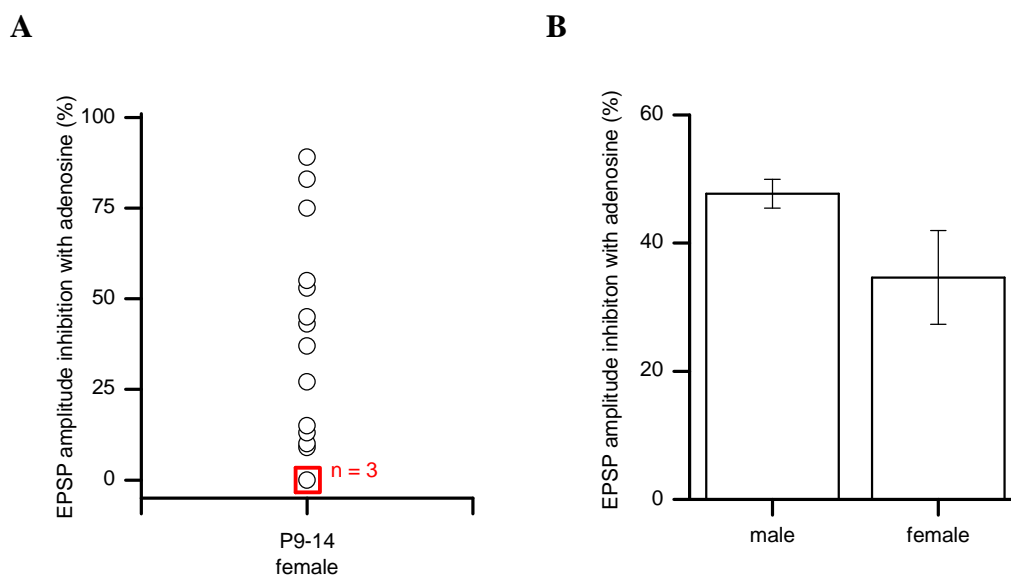 A
EPSP amplitude inhibition with adenosine (%)
100
75
50
25
0
n = 3
P9-14
female
B
EPSP amplitude inhibiton with adenosine (%)
60
40
20
0
male
female